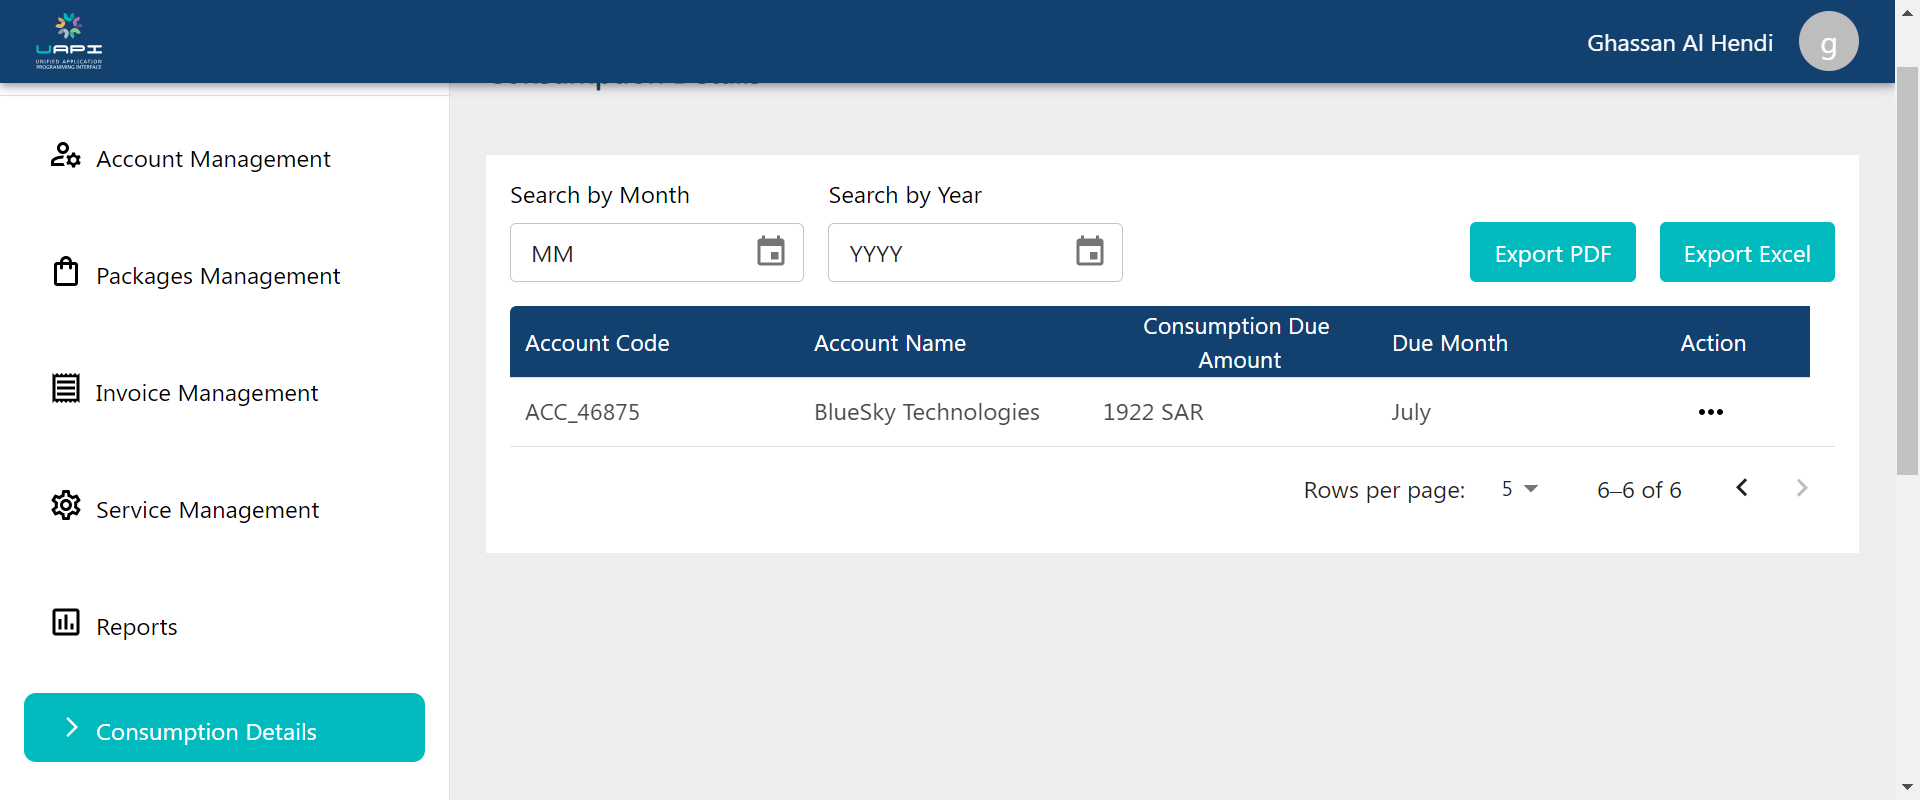 UAPI
UNIFIED APPLICATION
PROGRAMMING INTERFACE
Ghassan Al Hendi
g
Consumption Details
Account Management
Packages Management
Invoice Management
Service Management
Reports
Consumption Details
Search by Month
Search by Year
MM
YYYY
Export PDF
Export Excel
Account Code
Account Name
Consumption Due
Amount
Due Month
Action
ACC_46875
BlueSky Technologies
1922 SAR
July
Rows per page:
5
6–6 of 6